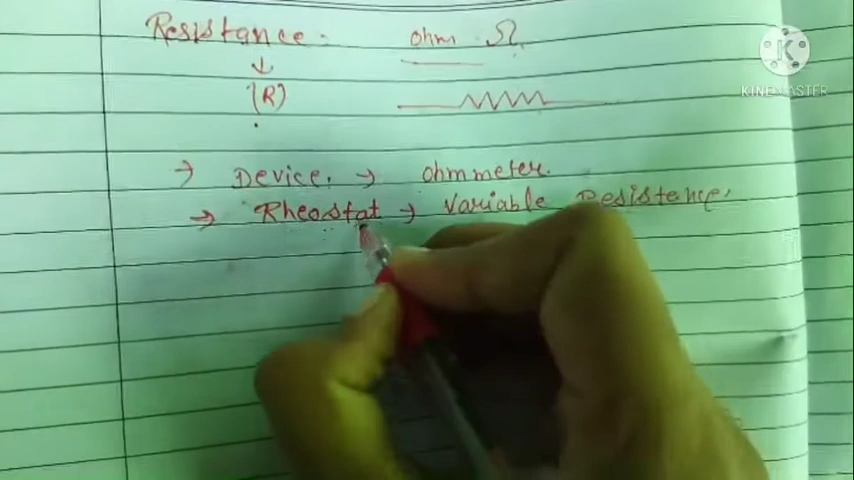 Resistance : ohm Ω.
↓
(R)
→ Device. → ohmmeter.
→ Rheostat → Variable Resistence.
KINEMASTER